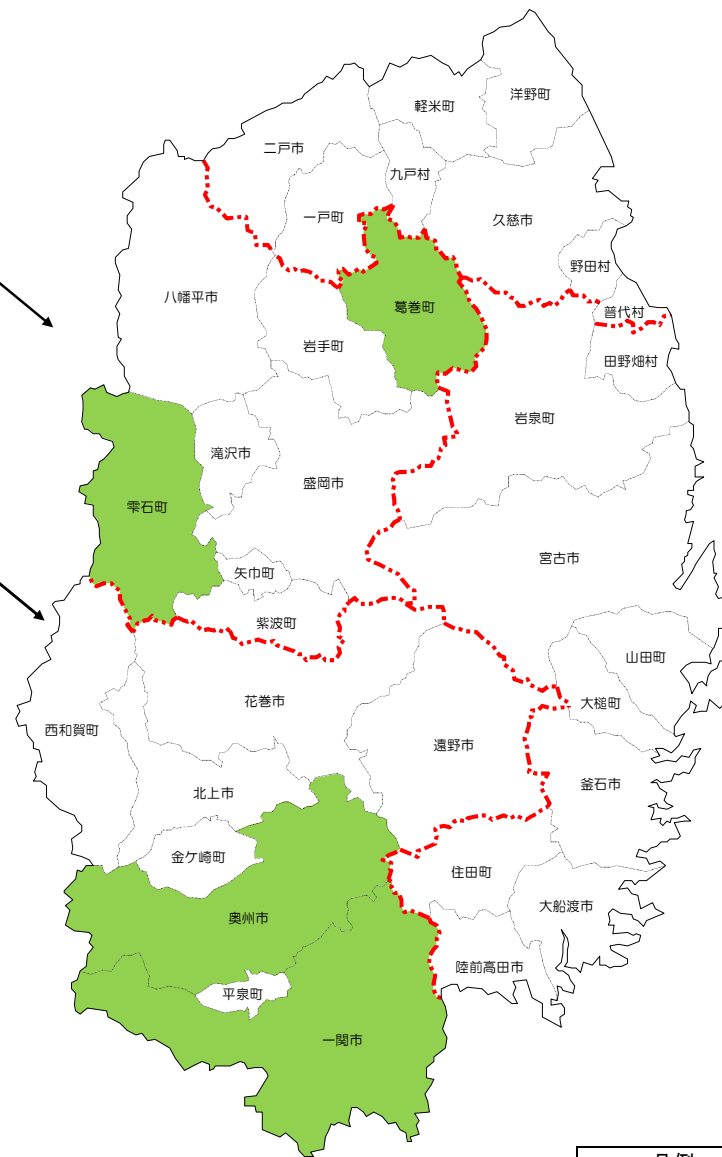 洋野町
軽米町
二戸市
九戸村
一戸町
久慈市
野田村
八幡平市
葛巻町
普代村
岩手町
田野畑村
岩泉町
滝沢市
盛岡市
雫石町
宮古市
矢巾町
紫波町
山田町
花巻市
大槌町
西和賀町
遠野市
釜石市
北上市
金ケ崎町
住田町
大船渡市
奥州市
陸前高田市
平泉町
一関市